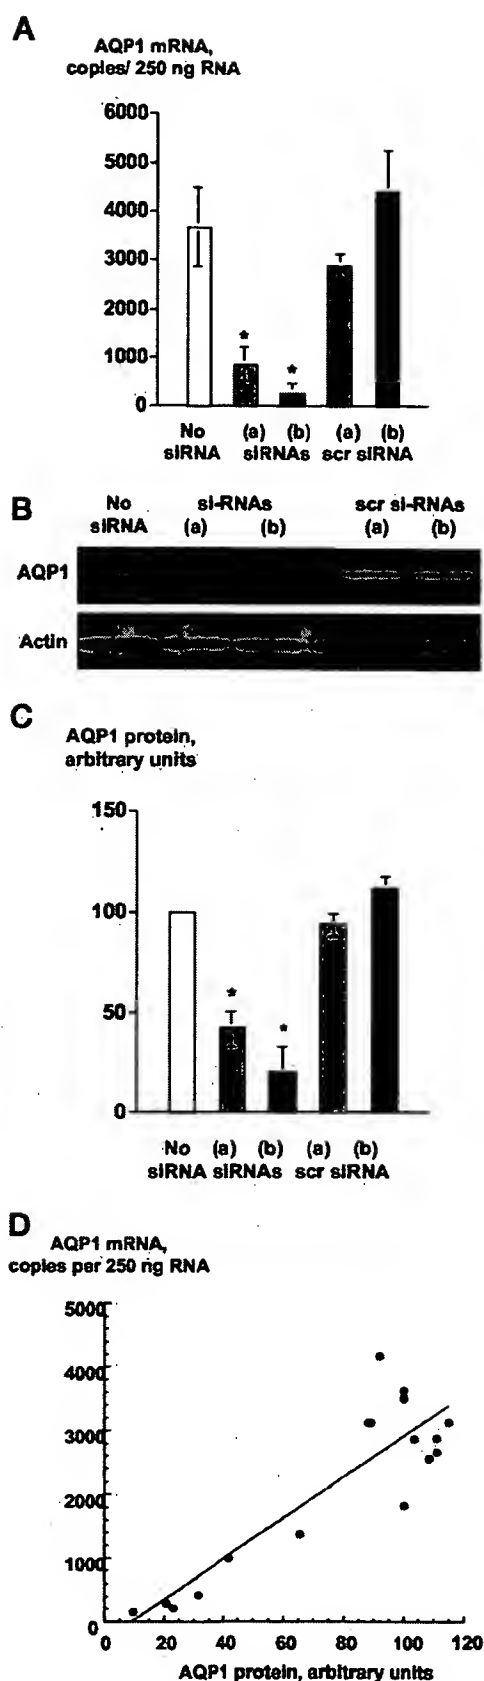 A
AQP1 mRNA,
copies/ 250 ng RNA
6000
5000
4000
3000
2000
1000
0
* *
No (a) (b) (a) (b)
siRNA siRNAs scr siRNA
B
No si-RNAs scr si-RNAs
siRNA (a) (b) (a) (b)
AQP1
Actin
C
AQP1 protein,
arbitrary units
150
100
50
0
* *
No (a) (b) (a) (b)
siRNA siRNAs scr siRNA
D
AQP1 mRNA,
copies per 250 ng RNA
5000
4000
3000
2000
1000
0
0 20 40 60 80 100 120
AQP1 protein, arbitrary units